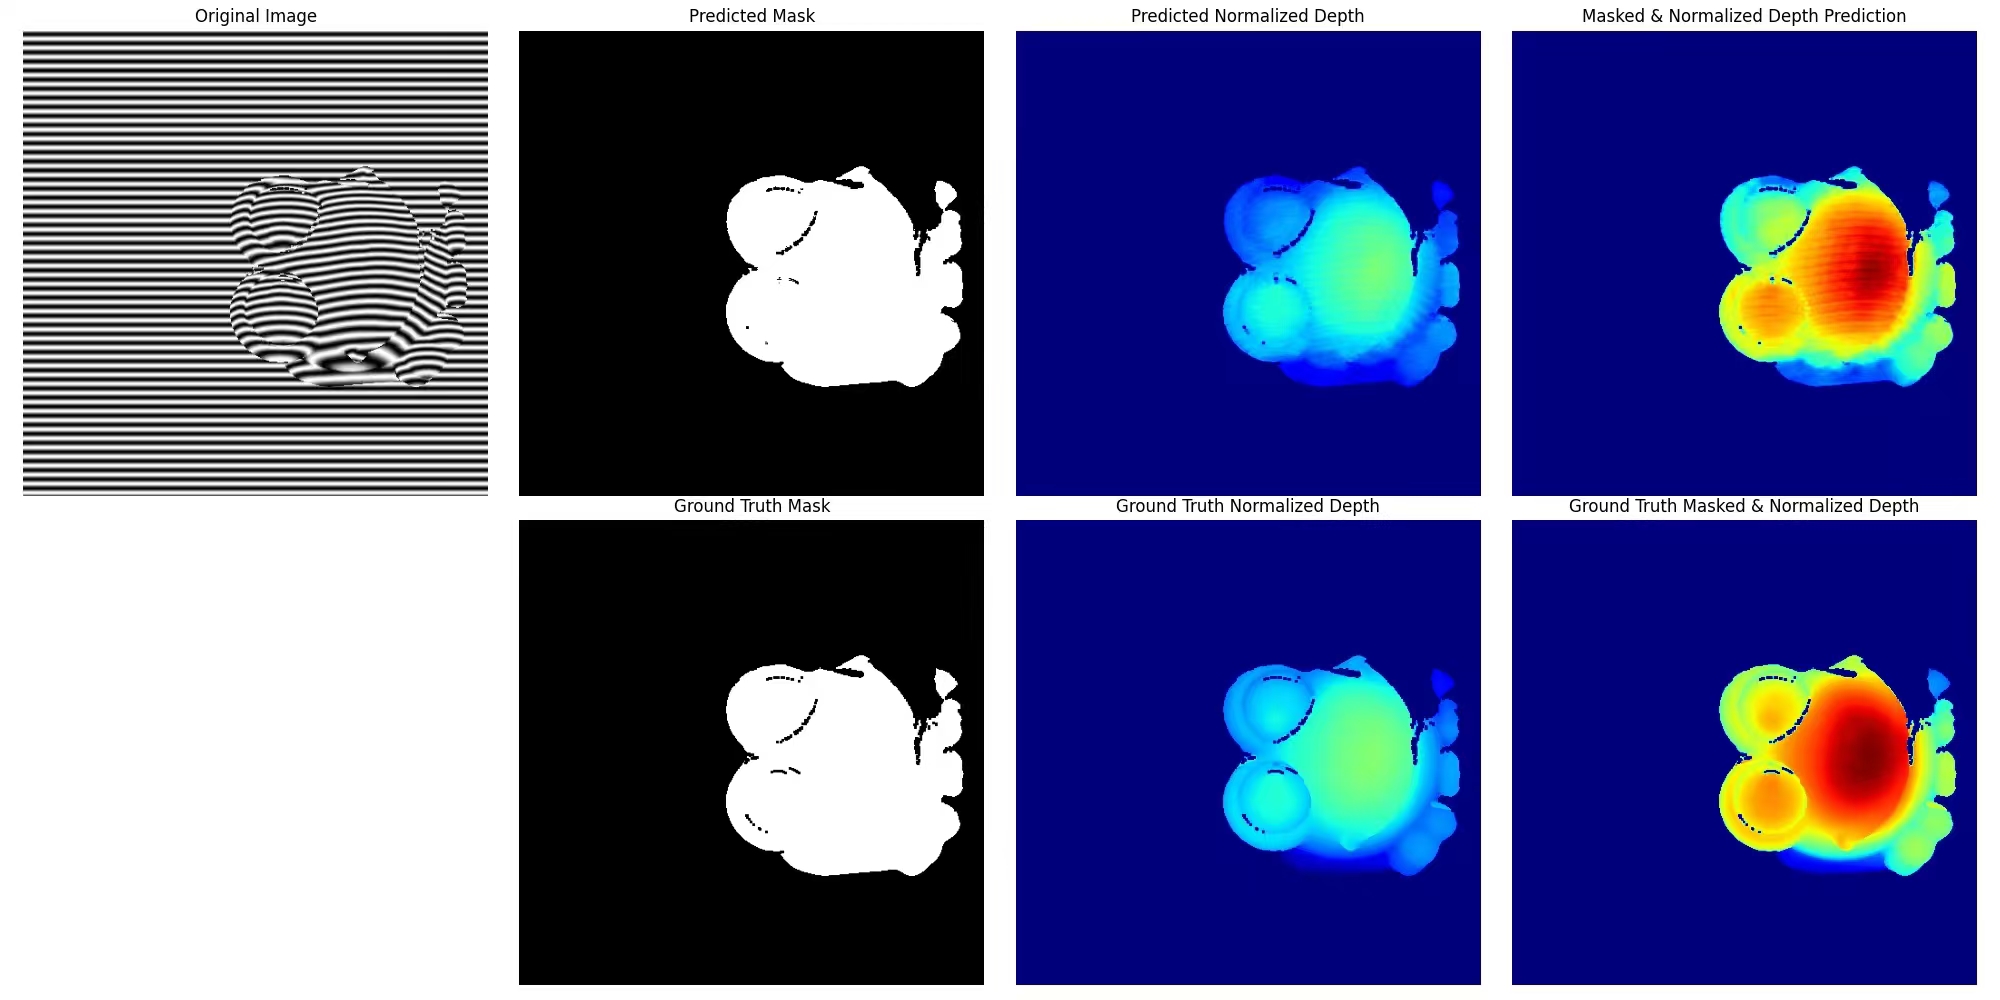 Original Image
Predicted Mask
Predicted Normalized Depth
Masked & Normalized Depth Prediction
Ground Truth Mask
Ground Truth Normalized Depth
Ground Truth Masked & Normalized Depth